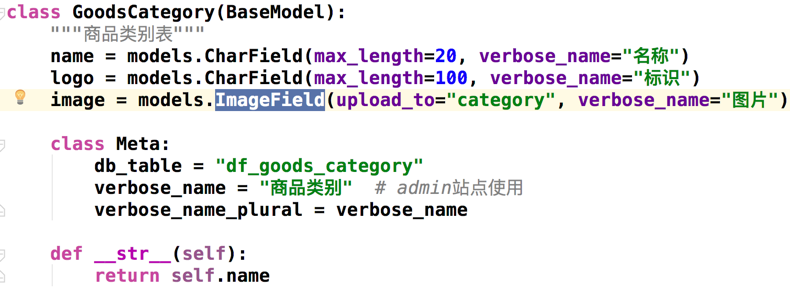 class GoodsCategory(BaseModel):
    """商品类别表"""
    name = models.CharField(max_length=20, verbose_name="名称")
    logo = models.CharField(max_length=100, verbose_name="标识")
    image = models.ImageField(upload_to="category", verbose_name="图片")
    class Meta:
        db_table = "df_goods_category"
        verbose_name = "商品类别"  # admin站点使用
        verbose_name_plural = verbose_name
    def __str__(self):
        return self.name